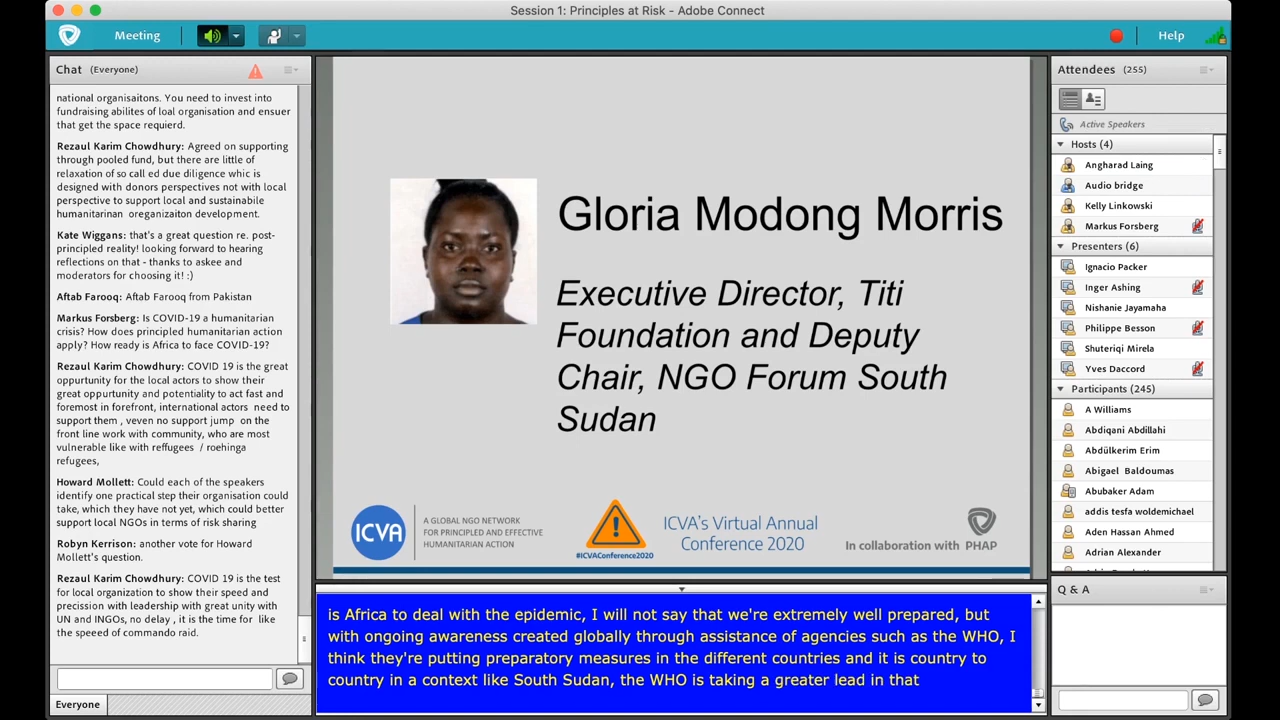 Session 1: Principles at Risk - Adobe Connect
Meeting
Help
Chat (Everyone)
national organisaitons. You need to invest into
fundraising abilites of loal organisation and ensuer
that get the space requierd.
Rezaul Karim Chowdhury: Agreed on supporting
through pooled fund, but there are little of
relaxation of so call ed due diligence whic is
designed with donors perspectives not with local
perspective to support local and sustainabile
humanitarinan oreganizaiton development.
Kate Wiggans: that's a great question re. post-
principled reality! looking forward to hearing
reflections on that - thanks to askee and
moderators for choosing it! :)
Aftab Farooq: Aftab Farooq from Pakistan
Markus Forsberg: Is COVID-19 a humanitarian
crisis? How does principled humanitarian action
apply? How ready is Africa to face COVID-19?
Rezaul Karim Chowdhury: COVID 19 is the great
opportunity for the local actors to show their
great oppurtunity and potentiality to act fast and
foremost in forefront, international actors need to
support them , veven no support jump on the
front line work with community, who are most
vulnerable like with reffugees / roehinga
refugees,
Howard Mollett: Could each of the speakers
identify one practical step their organisation could
take, which they have not yet, which could better
support local NGOs in terms of risk sharing
Robyn Kerrison: another vote for Howard
Mollett's question.
Rezaul Karim Chowdhury: COVID 19 is the test
for local organization to show their speed and
precission with leadership with great unity with
UN and INGOs, no delay , it is the time for like
the speeed of commando raid.
Everyone
Gloria Modong Morris
Executive Director, Titi
Foundation and Deputy
Chair, NGO Forum South
Sudan
ICVA
A GLOBAL NGO NETWORK
FOR PRINCIPLED AND EFFECTIVE
HUMANITARIAN ACTION
#ICVAConference2020
ICVA's Virtual Annual
Conference 2020
In collaboration with PHAP
is Africa to deal with the epidemic, I will not say that we're extremely well prepared, but
with ongoing awareness created globally through assistance of agencies such as the WHO, I
think they're putting preparatory measures in the different countries and it is country to
country in a context like South Sudan, the WHO is taking a greater lead in that
Attendees (255)
Active Speakers
Hosts (4)
Angharad Laing
Audio bridge
Kelly Linkowski
Markus Forsberg
Presenters (6)
Ignacio Packer
Inger Ashing
Nishanie Jayamaha
Philippe Besson
Shuteriqi Mirela
Yves Daccord
Participants (245)
A Williams
Abdiqani Abdillahi
Abdülkerim Erim
Abigael Baldoumas
Abubaker Adam
addis tesfa woldemichael
Aden Hassan Ahmed
Adrian Alexander
Q & A